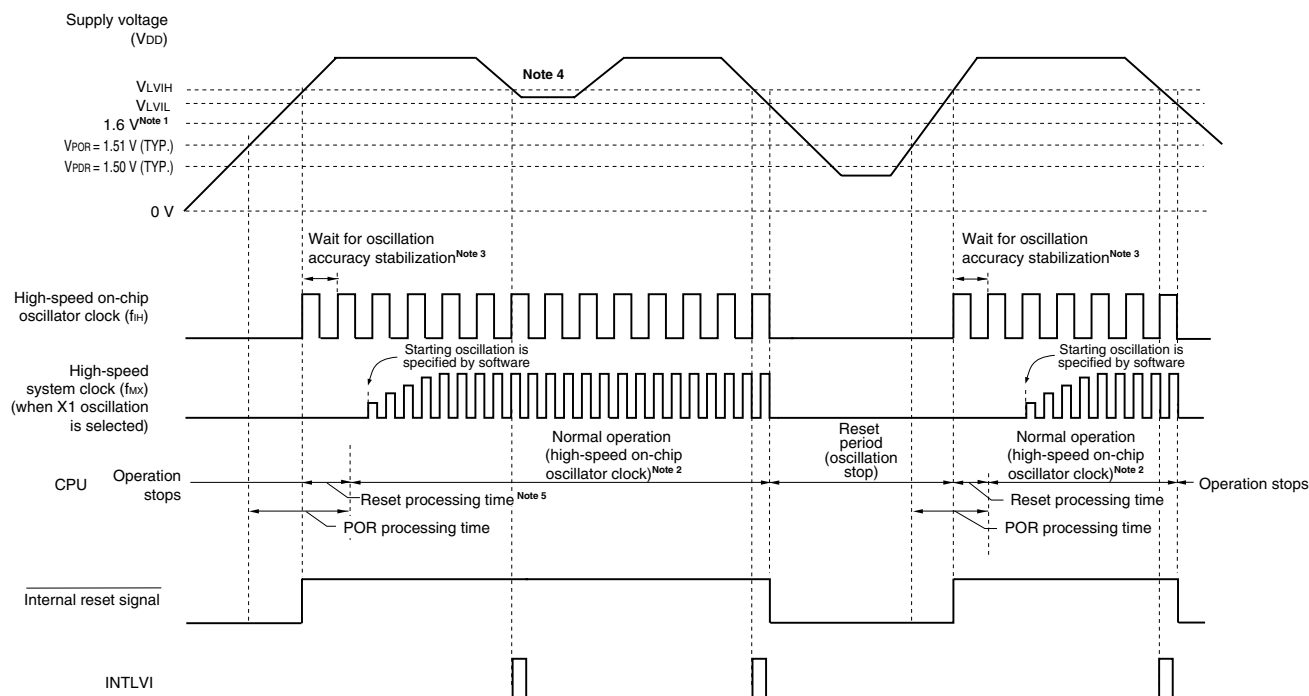 Supply voltage
(VDD)
Note 4
VLVIH
VLVIL
1.6 V Note 1
VPOR = 1.51 V (TYP.)
VPDR = 1.50 V (TYP.)
0 V
Wait for oscillation
accuracy stabilization Note 3
Wait for oscillation
accuracy stabilization Note 3
High-speed on-chip
oscillator clock (fIH)
Starting oscillation is
specified by software
Starting oscillation is
specified by software
High-speed
system clock (fMX)
(when X1 oscillation
is selected)
Normal operation
(high-speed on-chip
oscillator clock) Note 2
Reset
period
(oscillation
stop)
Normal operation
(high-speed on-chip
oscillator clock) Note 2
CPU
Operation
stops
Operation stops
Reset processing time Note 5
Reset processing time
POR processing time
POR processing time
Internal reset signal
INTLVI